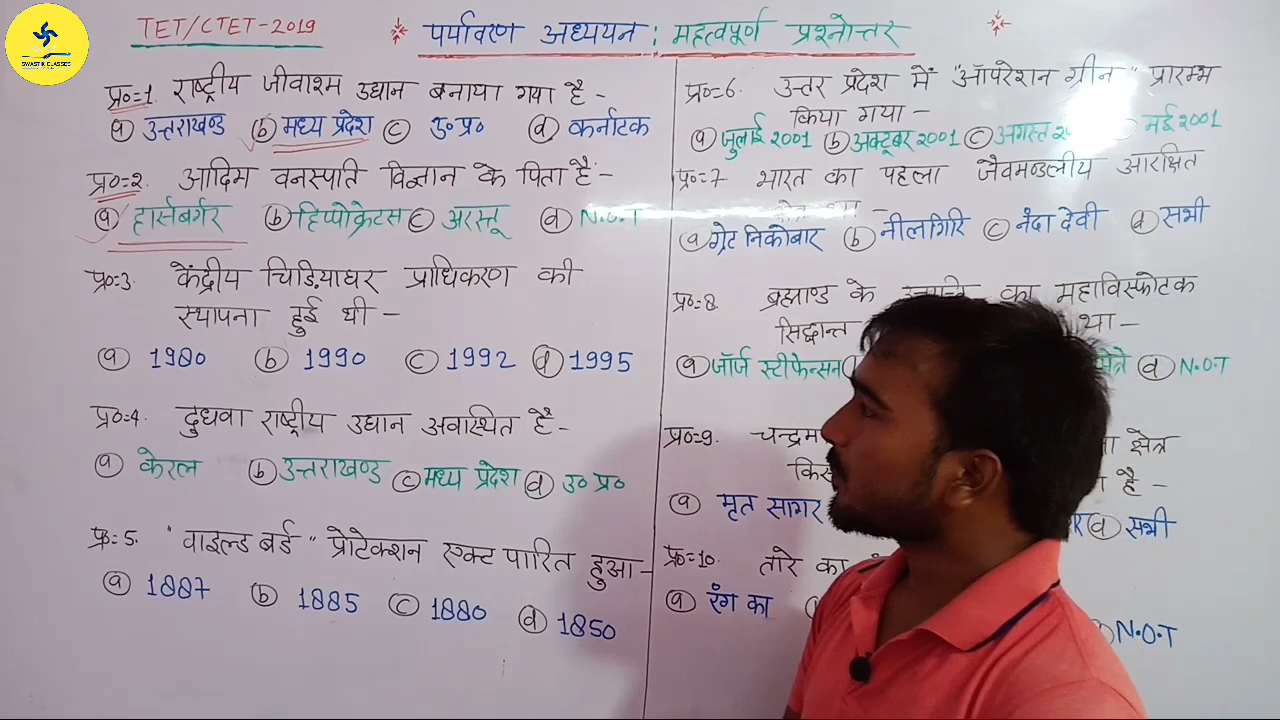 SWASTIK CLASSES
TET/CTET-2019
पर्यावरण अध्ययन : महत्वपूर्ण प्रश्नोत्तर
प्र०=1. राष्ट्रीय जीवाश्म उद्यान बनाया गया है -
(a) उत्तराखण्ड (b) मध्य प्रदेश (c) उ० प्र० (d) कर्नाटक
प्र०=2. आदिम वनस्पति विज्ञान के पिता हैं -
(a) हार्सबर्गर (b) हिप्पोक्रेटस (c) अरस्तू (d) N.O.T
प्र०=3. केंद्रीय चिड़ियाघर प्राधिकरण की
स्थापना हुई थी -
(a) 1980 (b) 1990 (c) 1992 (d) 1995
प्र०=4. दुधवा राष्ट्रीय उद्यान अवास्थित है -
(a) केरल (b) उत्तराखण्ड (c) मध्य प्रदेश (d) उ० प्र०
प्र=5. "वाइल्ड बर्ड" प्रोटेक्शन एक्ट पारित हुआ -
(a) 1887 (b) 1885 (c) 1880 (d) 1850
प्र०=6. उत्तर प्रदेश में "ऑपरेशन ग्रीन" प्रारम्भ
किया गया -
(a) जुलाई 2001 (b) अक्टूबर 2001 (c) अगस्त मई 2001
प्र०=7 भारत का पहला जैवमण्डलीय आरक्षित
(a) ग्रेट निकोबार (b) नीलगिरि (c) नंदा देवी (d) सभी
प्र०=8. ब्रह्माण्ड के का महाविस्फोटक
सिद्धान्त था -
(a) जॉर्ज स्टीफेन्सन (d) N.O.T
प्र०=9. क्षेत्र
है -
(a) मृत सागर (d) सभी
प्र०=10. तारे का
(a) रंग का N.O.T